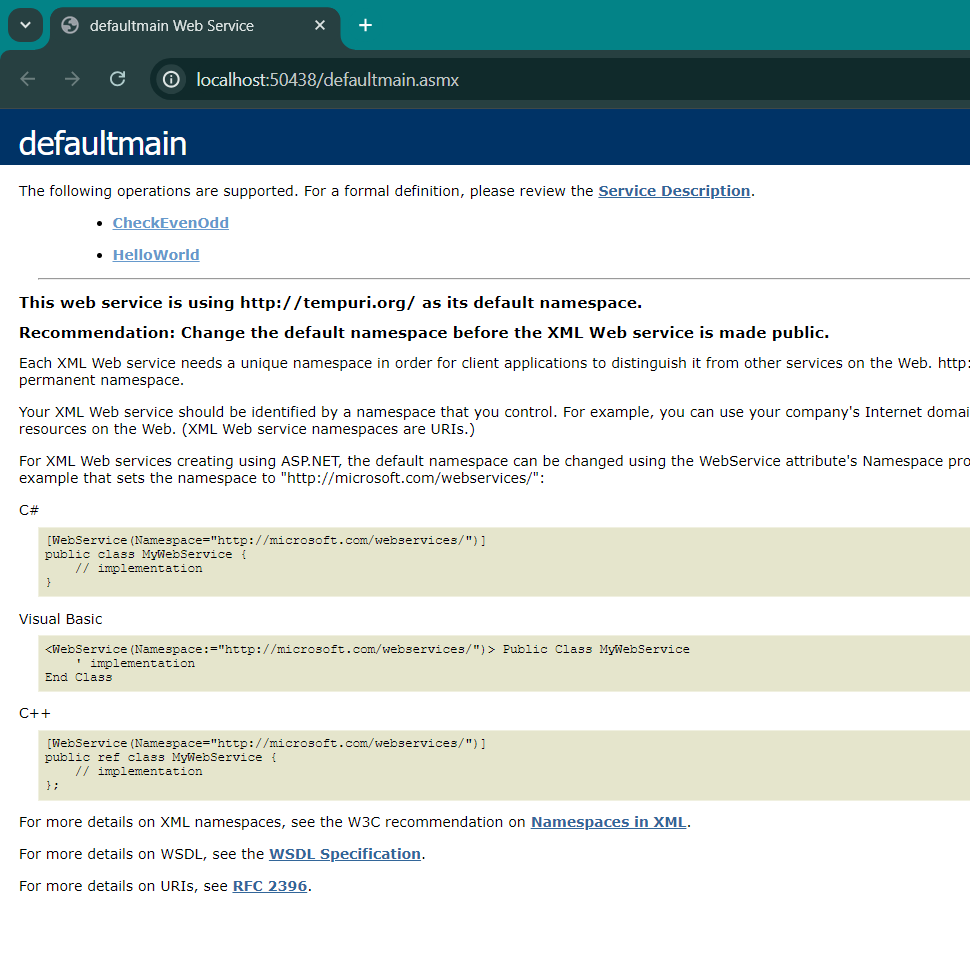 defaultmain Web Service
localhost:50438/defaultmain.asmx
defaultmain
The following operations are supported. For a formal definition, please review the Service Description.
CheckEvenOdd
HelloWorld
This web service is using http://tempuri.org/ as its default namespace.
Recommendation: Change the default namespace before the XML Web service is made public.
Each XML Web service needs a unique namespace in order for client applications to distinguish it from other services on the Web. http:
permanent namespace.
Your XML Web service should be identified by a namespace that you control. For example, you can use your company's Internet domai
resources on the Web. (XML Web service namespaces are URIs.)
For XML Web services creating using ASP.NET, the default namespace can be changed using the WebService attribute's Namespace pro
example that sets the namespace to "http://microsoft.com/webservices/":
C#
[WebService(Namespace="http://microsoft.com/webservices/")]
public class MyWebService {
    // implementation
}
Visual Basic
<WebService(Namespace:="http://microsoft.com/webservices/")> Public Class MyWebService
    ' implementation
End Class
C++
[WebService(Namespace="http://microsoft.com/webservices/")]
public ref class MyWebService {
    // implementation
};
For more details on XML namespaces, see the W3C recommendation on Namespaces in XML.
For more details on WSDL, see the WSDL Specification.
For more details on URIs, see RFC 2396.